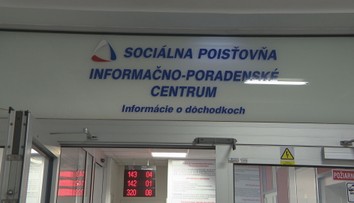 SOCIÁLNA POISŤOVŇA
INFORMAČNO-PORADENSKÉ
CENTRUM
Informácie o dôchodkoch
143 04
142 01
320 08